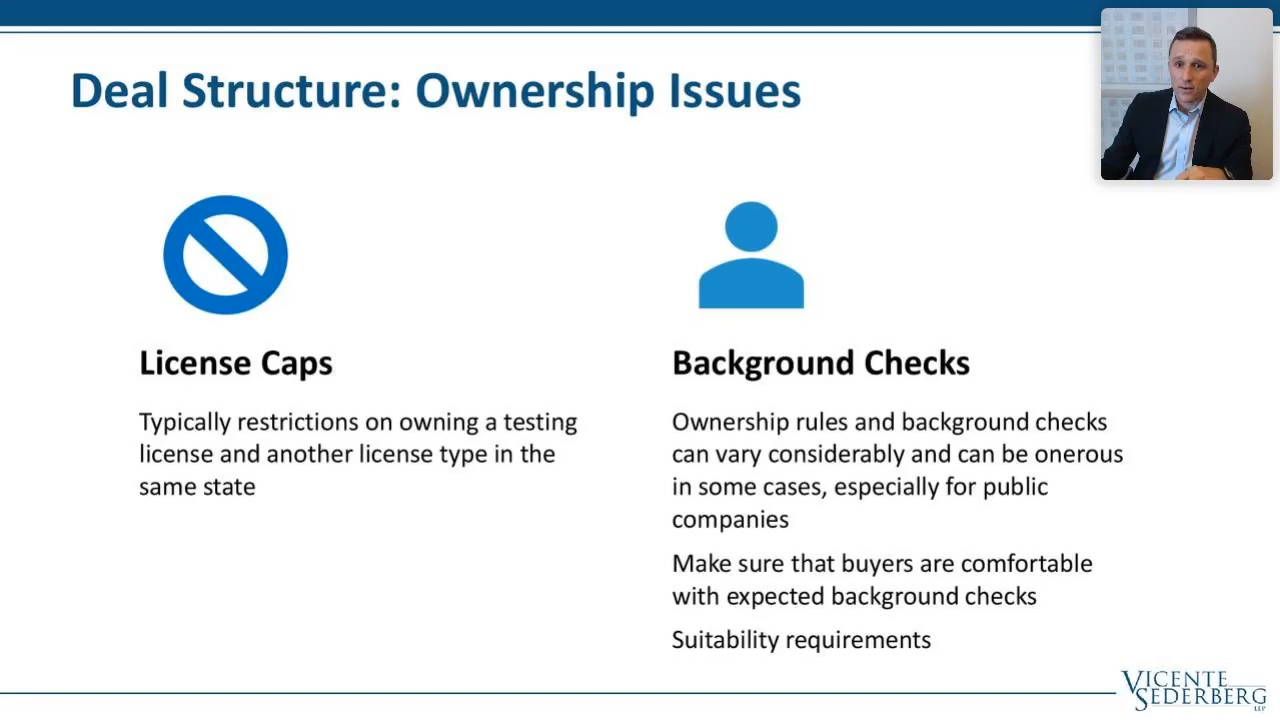 Deal Structure: Ownership Issues
License Caps
Typically restrictions on owning a testing
license and another license type in the
same state
Background Checks
Ownership rules and background checks
can vary considerably and can be onerous
in some cases, especially for public
companies
Make sure that buyers are comfortable
with expected background checks
Suitability requirements
VICENTE
SEDERBERG
LLP